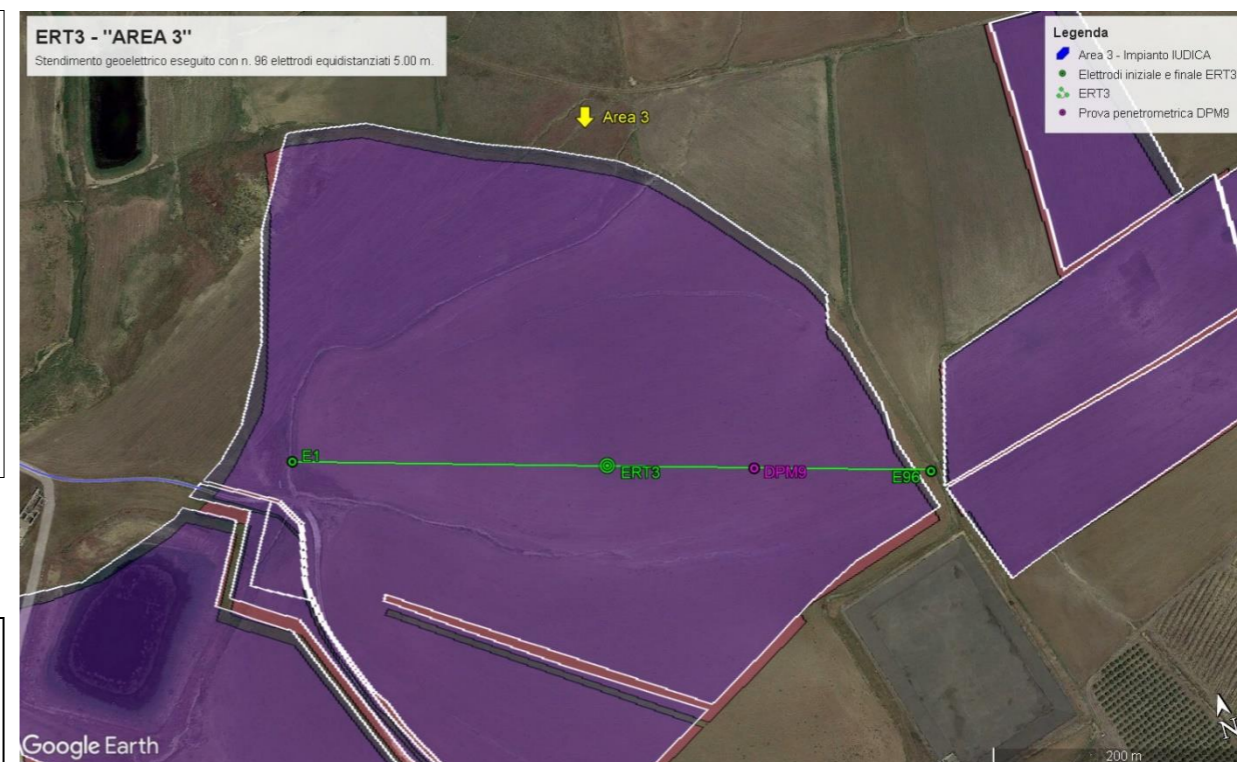 ERT3 - "AREA 3"
Stendimento geoelettrico eseguito con n. 96 elettrodi equidistanziati 5.00 m.
Legenda
Area 3 - Impianto IUDICA
Elettrodi iniziale e finale ERT3
ERT3
Prova penetrometrica DPM9
Area 3
E1
ERT3
DPM9
E96
Google Earth
N
200 m